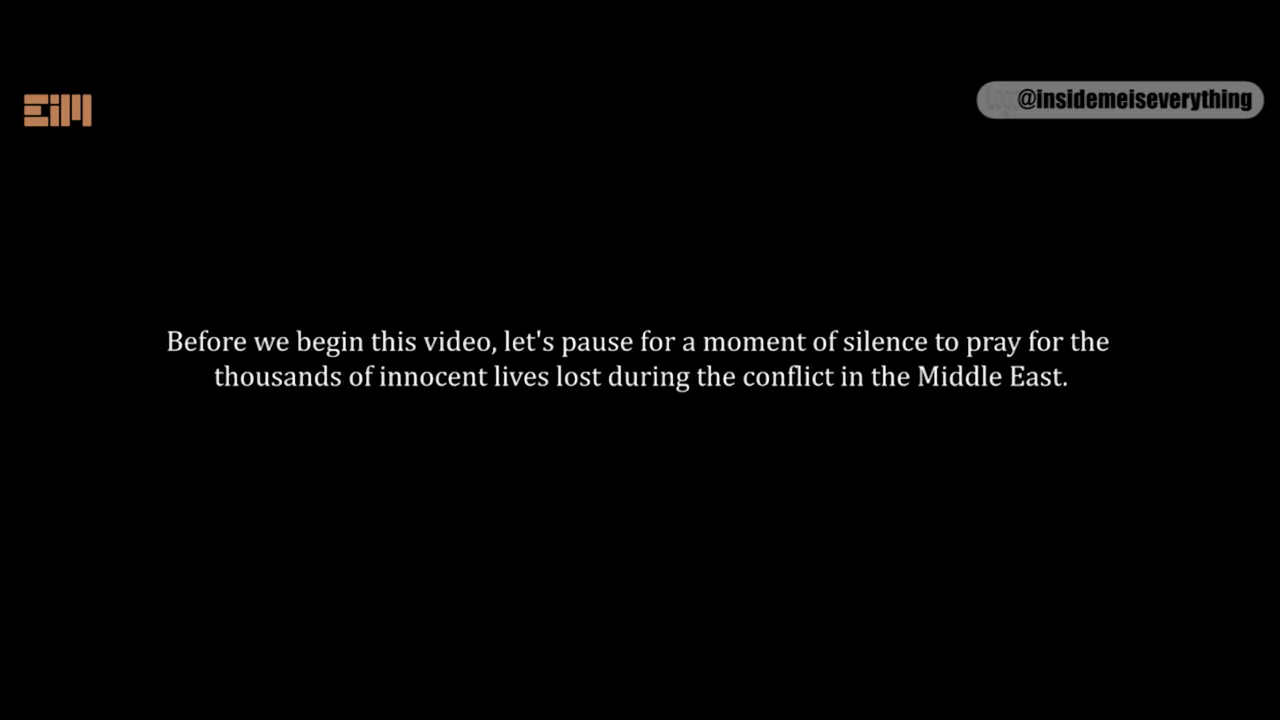 EiM
@insidemeiseverything
Before we begin this video, let's pause for a moment of silence to pray for the
thousands of innocent lives lost during the conflict in the Middle East.